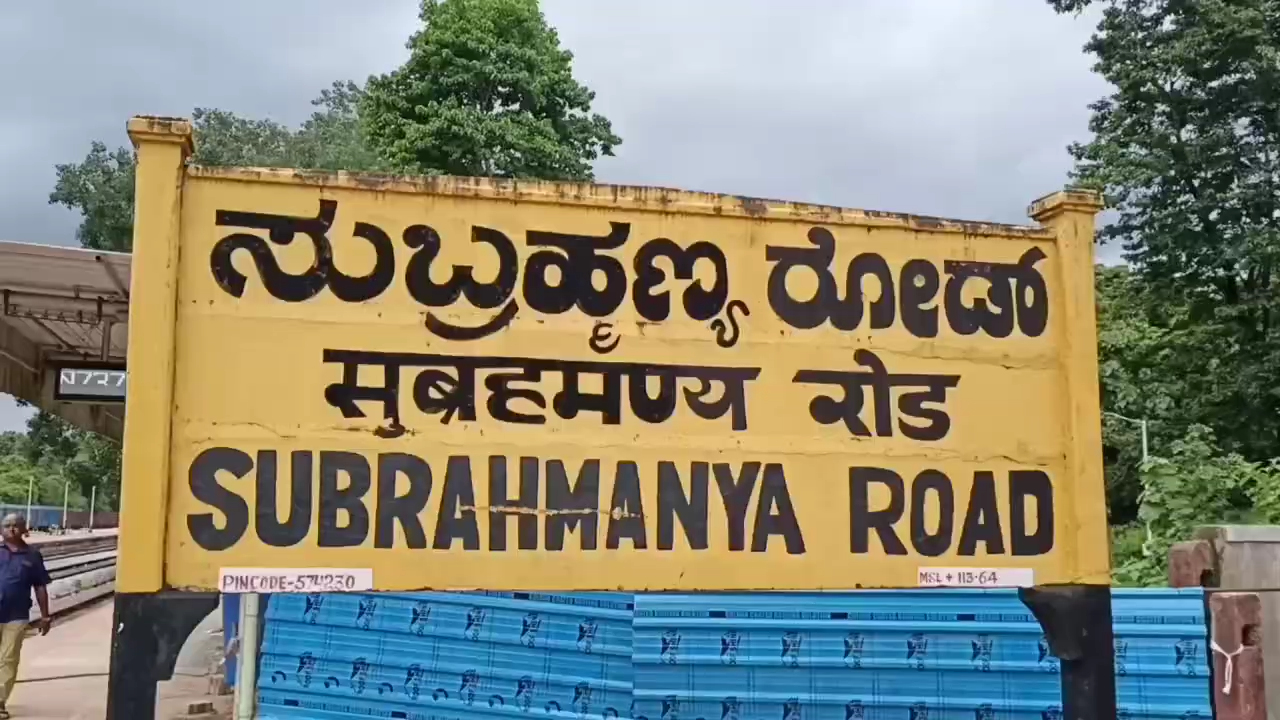 ಸುಬ್ರಹ್ಮಣ್ಯ ರೋಡ್
सुब्रहमण्य रोड
SUBRAHMANYA ROAD
PINCODE-574230
MSL + 113.64